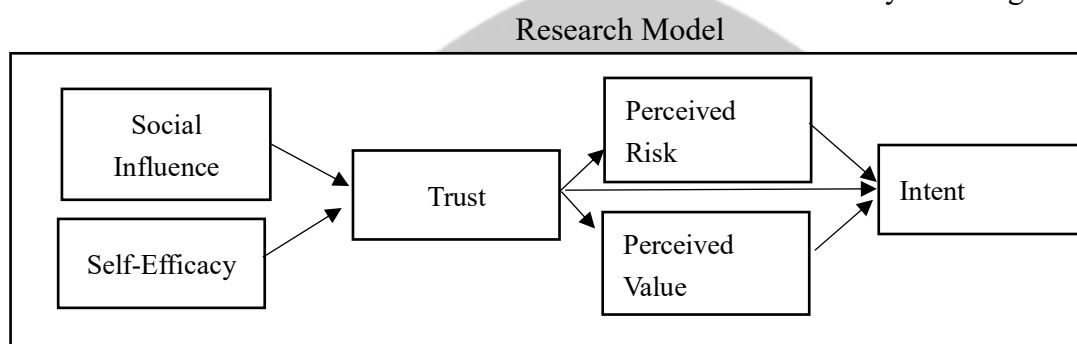 Research Model
Social
Influence
Self-Efficacy
Trust
Perceived
Risk
Perceived
Value
Intent